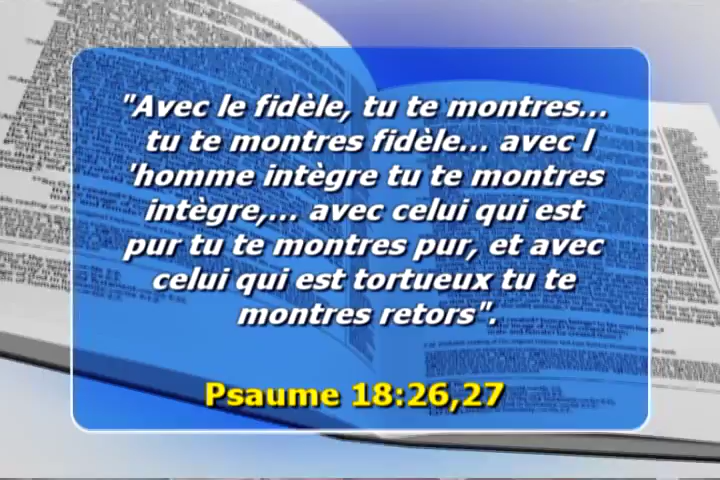 "Avec le fidèle, tu te montres...
tu te montres fidèle... avec l
'homme intègre tu te montres
intègre,... avec celui qui est
pur tu te montres pur, et avec
celui qui est tortueux tu te
montres retors".
Psaume 18:26,27